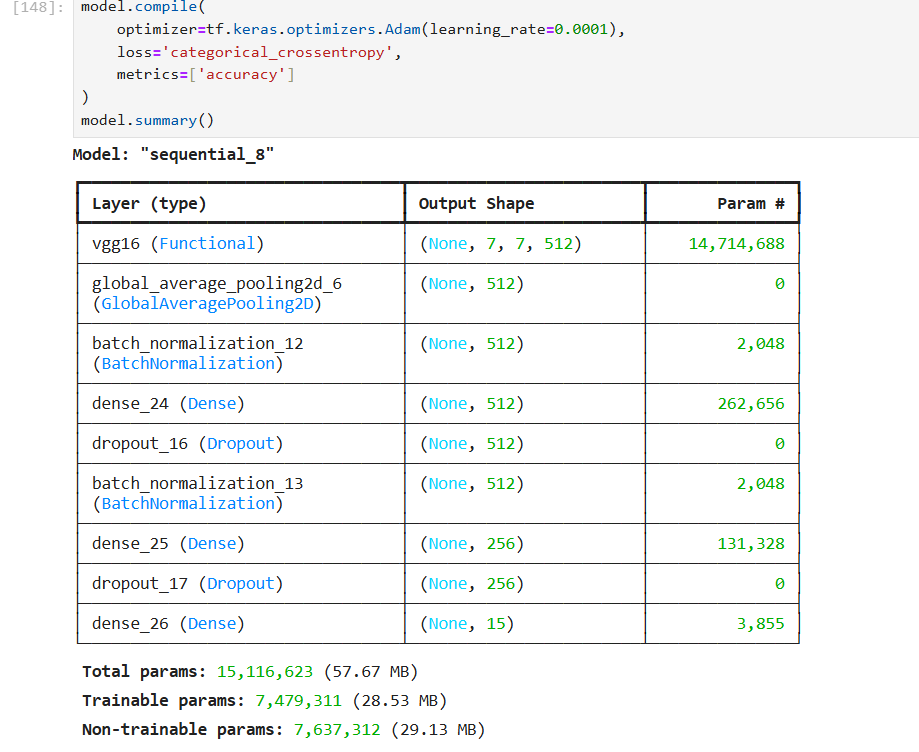 [148]: model.compile(
optimizer=tf.keras.optimizers.Adam(learning_rate=0.0001),
loss='categorical_crossentropy',
metrics=['accuracy']
)
model.summary()
Model: "sequential_8"
Layer (type) Output Shape Param #
vgg16 (Functional) (None, 7, 7, 512) 14,714,688
global_average_pooling2d_6 (None, 512) 0
(GlobalAveragePooling2D)
batch_normalization_12 (None, 512) 2,048
(BatchNormalization)
dense_24 (Dense) (None, 512) 262,656
dropout_16 (Dropout) (None, 512) 0
batch_normalization_13 (None, 512) 2,048
(BatchNormalization)
dense_25 (Dense) (None, 256) 131,328
dropout_17 (Dropout) (None, 256) 0
dense_26 (Dense) (None, 15) 3,855
Total params: 15,116,623 (57.67 MB)
Trainable params: 7,479,311 (28.53 MB)
Non-trainable params: 7,637,312 (29.13 MB)